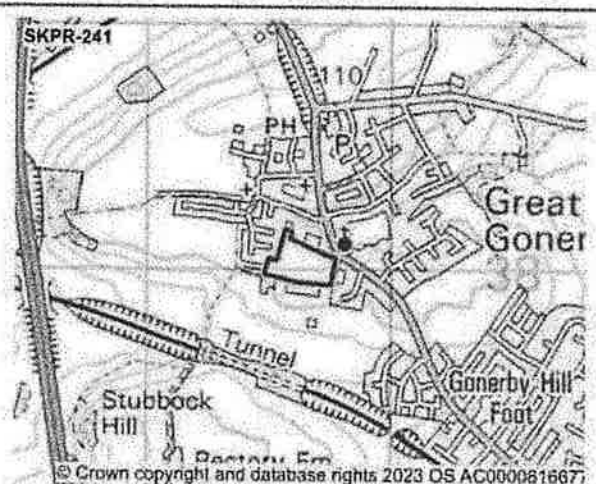 SKPR-241
110
PH
P
+
+
Great
Goner
38
Tunnel
Gonerby Hill
Foot
Stubbock
Hill
© Crown copyright and database rights 2023 OS